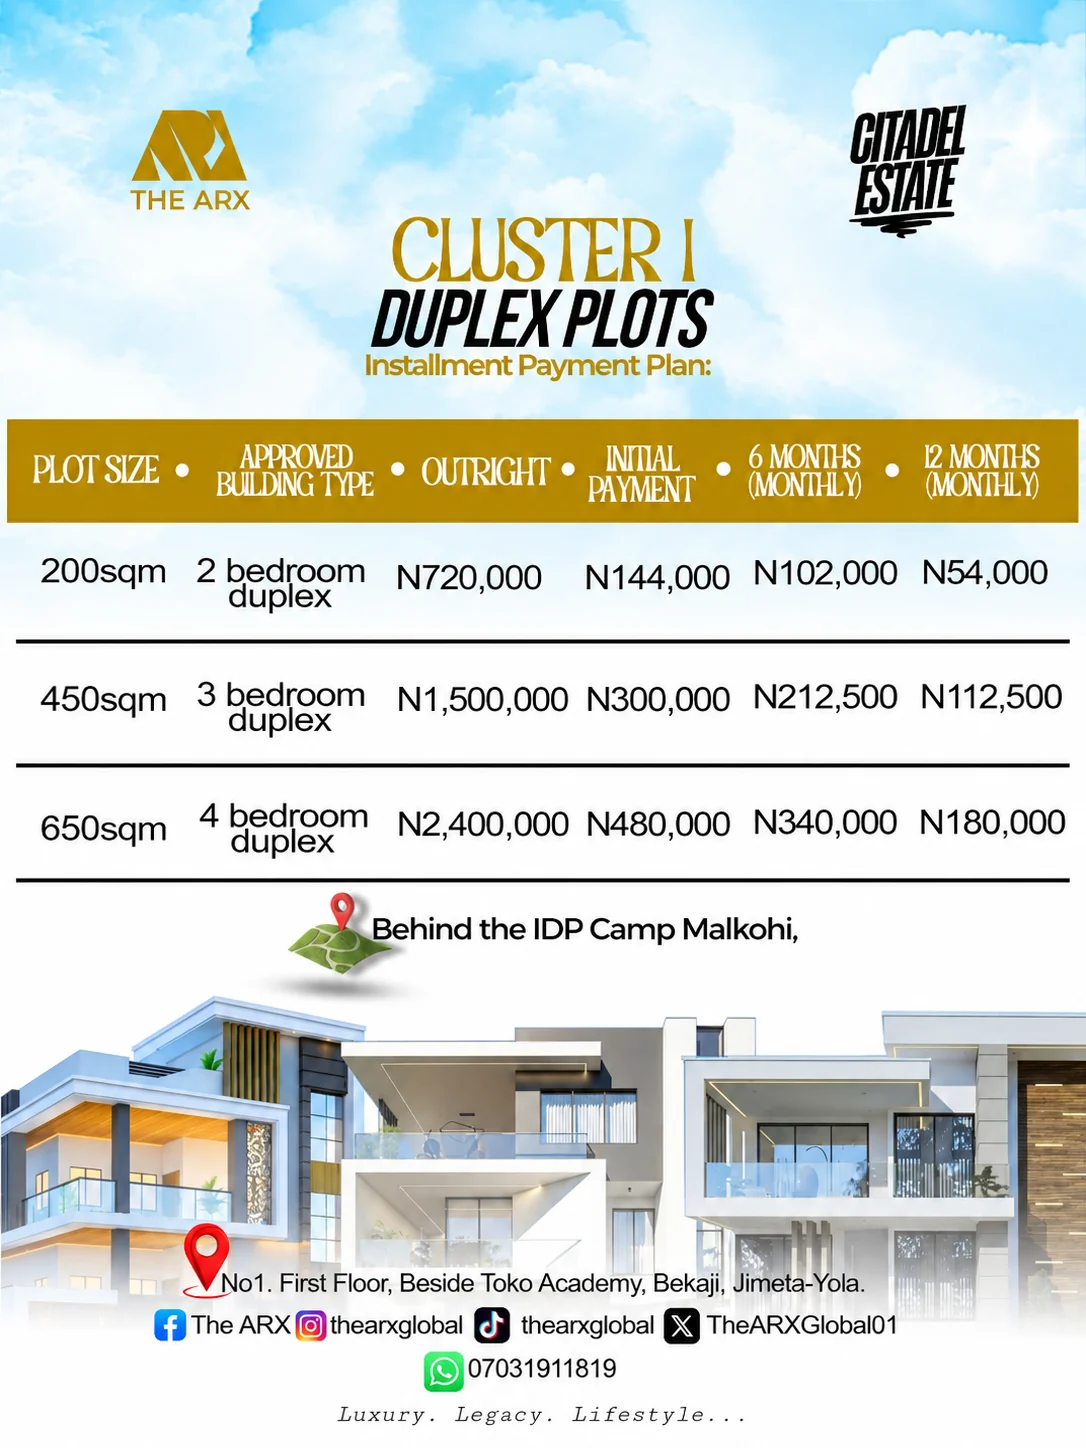 THE ARX
CITADEL
ESTATE
CLUSTER 1
DUPLEX PLOTS
Installment Payment Plan:
PLOT SIZE • APPROVED BUILDING TYPE • OUTRIGHT • INITIAL PAYMENT • 6 MONTHS (MONTHLY) • 12 MONTHS (MONTHLY)
200sqm 2 bedroom duplex N720,000 N144,000 N102,000 N54,000
450sqm 3 bedroom duplex N1,500,000 N300,000 N212,500 N112,500
650sqm 4 bedroom duplex N2,400,000 N480,000 N340,000 N180,000
Behind the IDP Camp Malkohi,
No1. First Floor, Beside Toko Academy, Bekaji, Jimeta-Yola.
The ARX thearxglobal thearxglobal TheARXGlobal01
07031911819
Luxury. Legacy. Lifestyle...